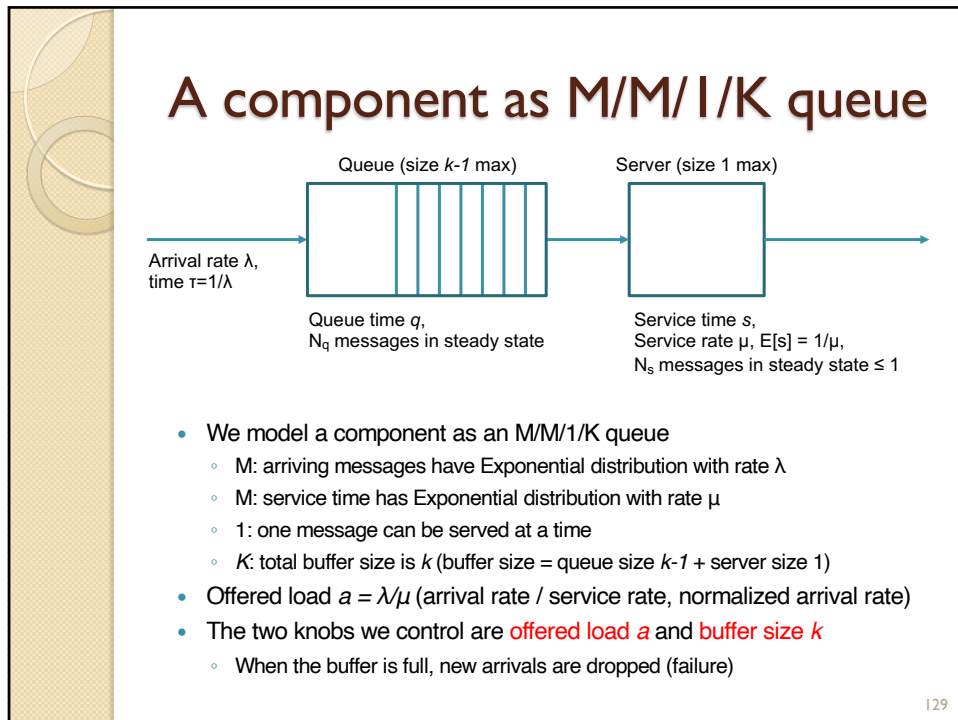 A component as M/M/1/K queue
Queue (size k-1 max)
Server (size 1 max)
Arrival rate λ,
time τ=1/λ
Queue time q,
Nq messages in steady state
Service time s,
Service rate μ, E[s] = 1/μ,
Ns messages in steady state ≤ 1
• We model a component as an M/M/1/K queue
◦ M: arriving messages have Exponential distribution with rate λ
◦ M: service time has Exponential distribution with rate μ
◦ 1: one message can be served at a time
◦ K: total buffer size is k (buffer size = queue size k-1 + server size 1)
• Offered load a = λ/μ (arrival rate / service rate, normalized arrival rate)
• The two knobs we control are offered load a and buffer size k
◦ When the buffer is full, new arrivals are dropped (failure)
129